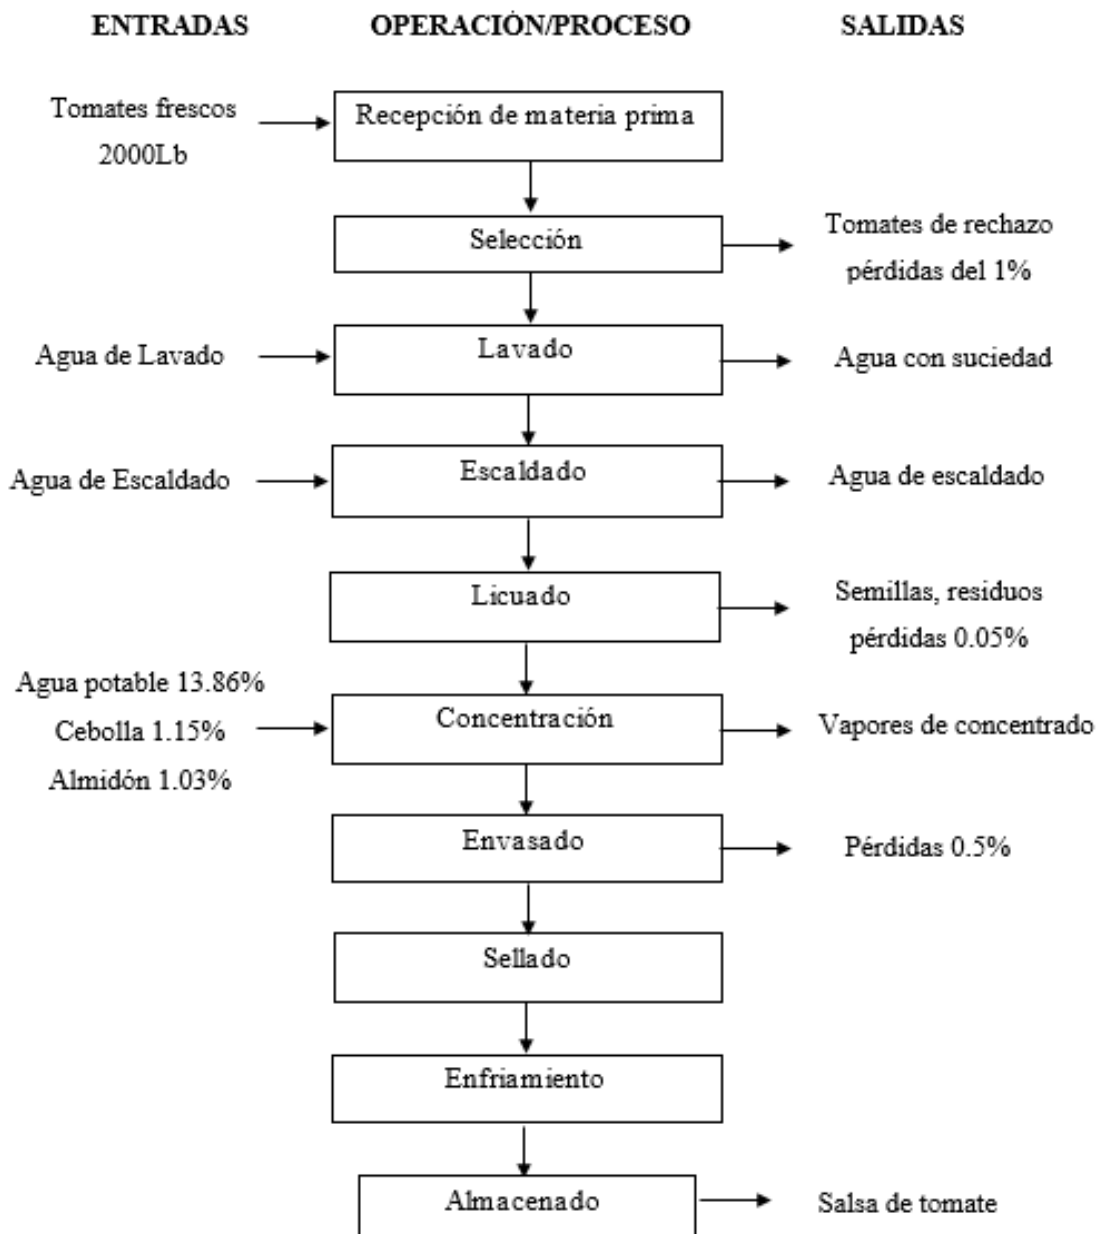 ENTRADAS OPERACIÓN/PROCESO SALIDAS
Tomates frescos
2000Lb
Recepción de materia prima
Selección
Tomates de rechazo
pérdidas del 1%
Agua de Lavado
Lavado
Agua con suciedad
Agua de Escaldado
Escaldado
Agua de escaldado
Licuado
Semillas, residuos
pérdidas 0.05%
Agua potable 13.86%
Cebolla 1.15%
Almidón 1.03%
Concentración
Vapores de concentrado
Envasado
Pérdidas 0.5%
Sellado
Enfriamiento
Almacenado
Salsa de tomate